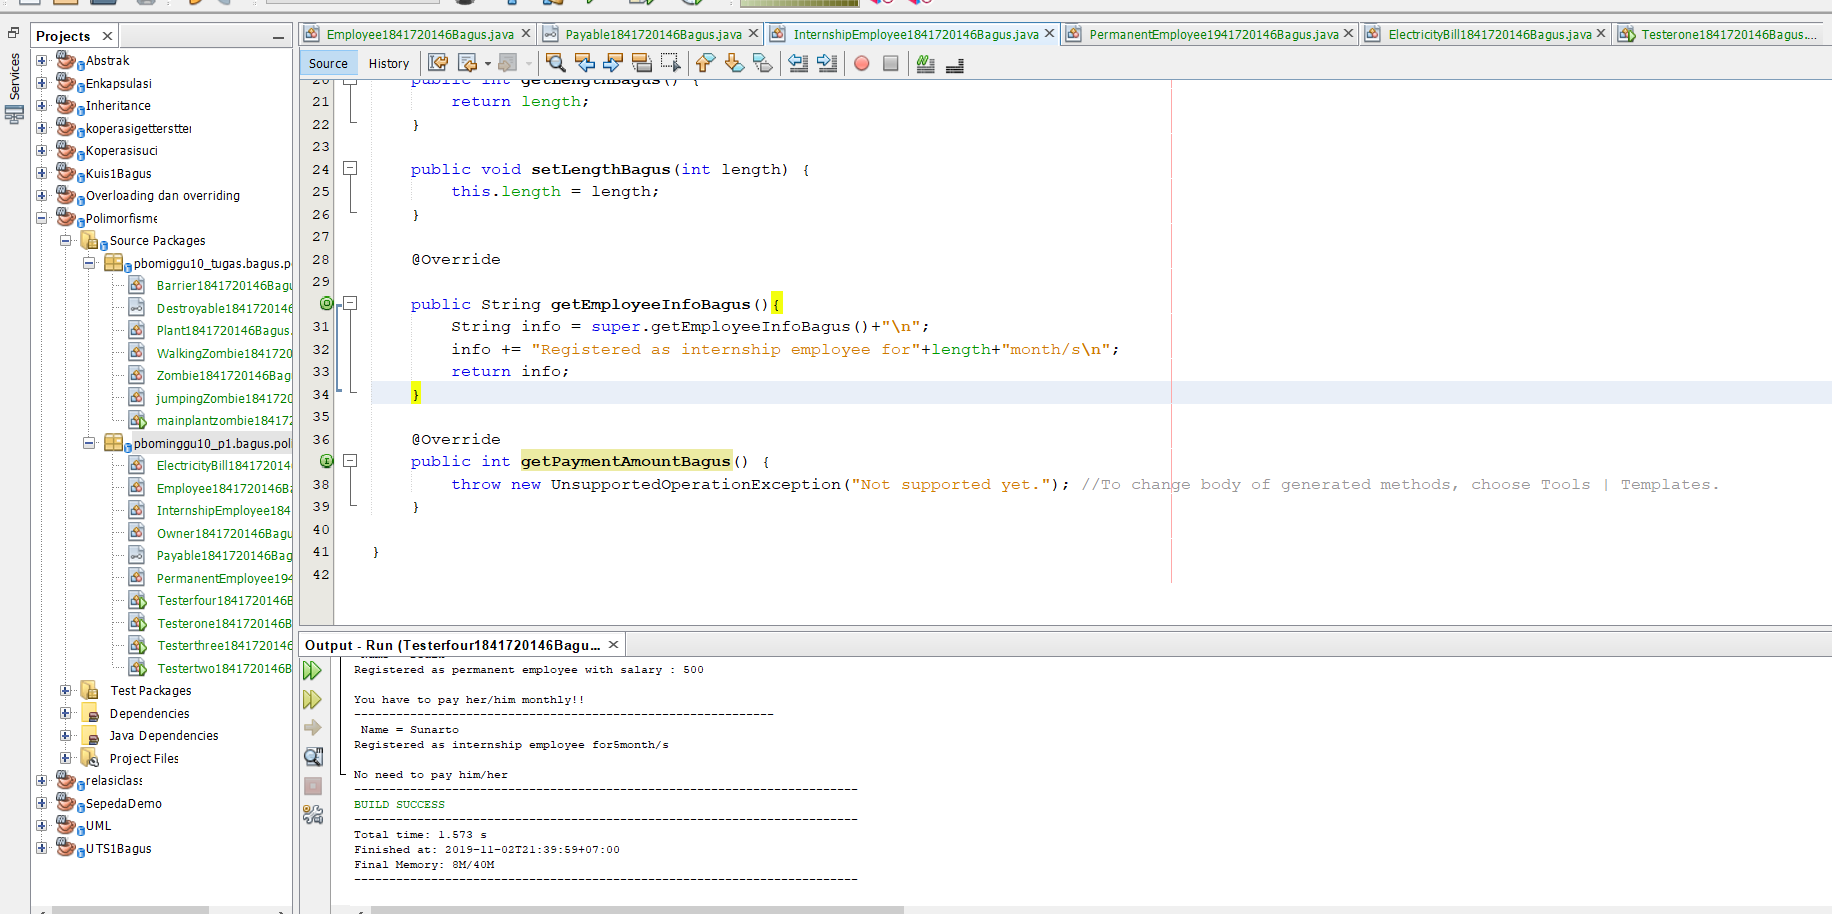 Projects
Services
Abstrak
Enkapsulasi
Inheritance
koperasigetterstter
Koperasisuci
Kuis1Bagus
Overloading dan overriding
Polimorfisme
Source Packages
pbomiggu10_tugas.bagus.p
Barrier1841720146Bagu
Destroyable184172014
Plant1841720146Bagus.
WalkingZombie1841720
Zombie1841720146Bag
jumpingZombie184172
mainplantzombie18417
pbominggu10_p1.bagus.poli
ElectricityBill184172014
Employee1841720146Ba
InternshipEmployee184
Owner1841720146Bagu
Payable1841720146Bag
PermanentEmployee194
Testerfour1841720146B
Testerone1841720146B
Testerthree184172014
Testertwo1841720146B
Test Packages
Dependencies
Java Dependencies
Project Files
relasiclass
SepedaDemo
UML
UTS1Bagus
Employee1841720146Bagus.java
Payable1841720146Bagus.java
InternshipEmployee1841720146Bagus.java
PermanentEmployee1941720146Bagus.java
ElectricityBill1841720146Bagus.java
Testerone1841720146Bagus....
Source History
20 public int getLengthBagus() {
21 return length;
22 }
23
24 public void setLengthBagus(int length) {
25 this.length = length;
26 }
27
28 @Override
29
public String getEmployeeInfoBagus(){
31 String info = super.getEmployeeInfoBagus()+"\n";
32 info += "Registered as internship employee for"+length+"month/s\n";
33 return info;
34 }
35
36 @Override
public int getPaymentAmountBagus() {
38 throw new UnsupportedOperationException("Not supported yet."); //To change body of generated methods, choose Tools | Templates.
39 }
40
41 }
42
Output - Run (Testerfour1841720146Bagu...
Registered as permanent employee with salary : 500
You have to pay her/him monthly!!
------------------------------------------------------------
Name = Sunarto
Registered as internship employee for5month/s
No need to pay him/her
------------------------------------------------------------------------
BUILD SUCCESS
------------------------------------------------------------------------
Total time: 1.573 s
Finished at: 2019-11-02T21:39:59+07:00
Final Memory: 8M/40M
------------------------------------------------------------------------